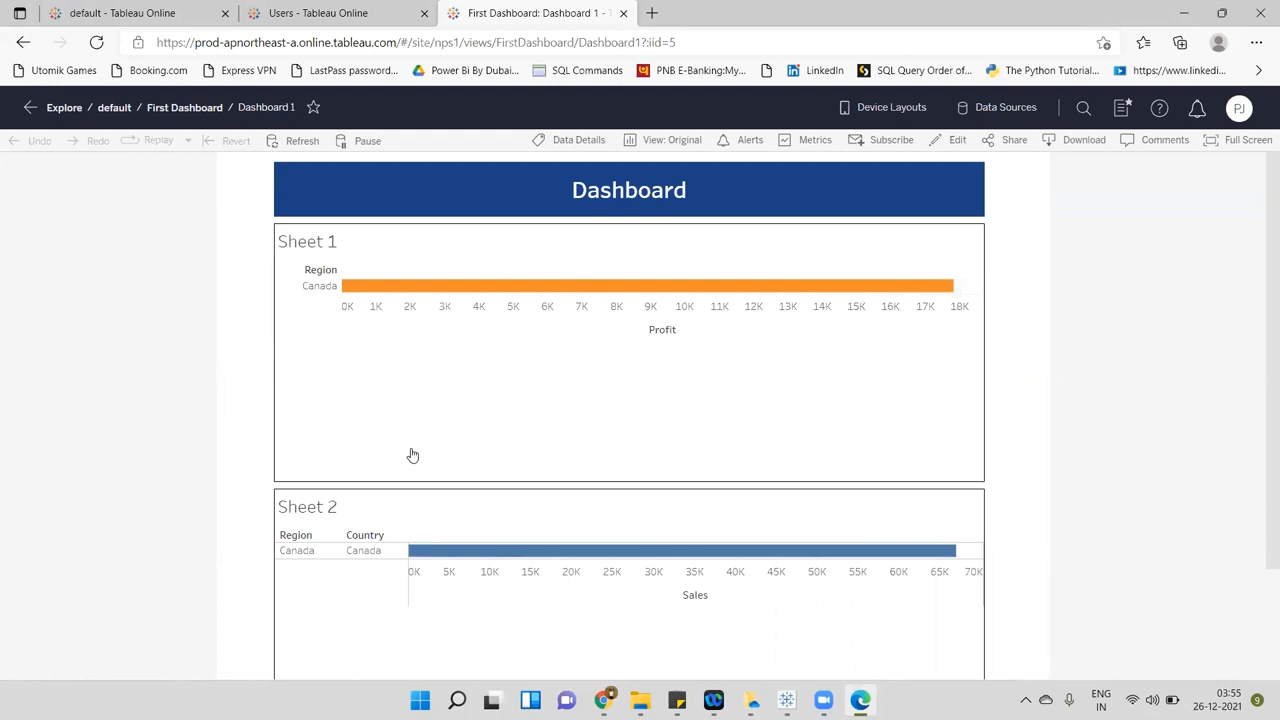 default - Tableau Online
Users - Tableau Online
First Dashboard: Dashboard 1 - T
https://prod-apnortheast-a.online.tableau.com/#/site/nps1/views/FirstDashboard/Dashboard1?:iid=5
Utomik Games
Booking.com
Express VPN
LastPass password...
Power Bi By Dubai...
SQL Commands
PNB E-Banking:My...
LinkedIn
SQL Query Order of...
The Python Tutorial...
https://www.linkedi...
Explore / default / First Dashboard / Dashboard 1
Device Layouts
Data Sources
PJ
Undo
Redo
Replay
Revert
Refresh
Pause
Data Details
View: Original
Alerts
Metrics
Subscribe
Edit
Share
Download
Comments
Full Screen
Dashboard
Sheet 1
Region
Canada
0K 1K 2K 3K 4K 5K 6K 7K 8K 9K 10K 11K 12K 13K 14K 15K 16K 17K 18K
Profit
Sheet 2
Region Country
Canada Canada
0K 5K 10K 15K 20K 25K 30K 35K 40K 45K 50K 55K 60K 65K 70K
Sales
ENG
IN
03:55
26-12-2021
9